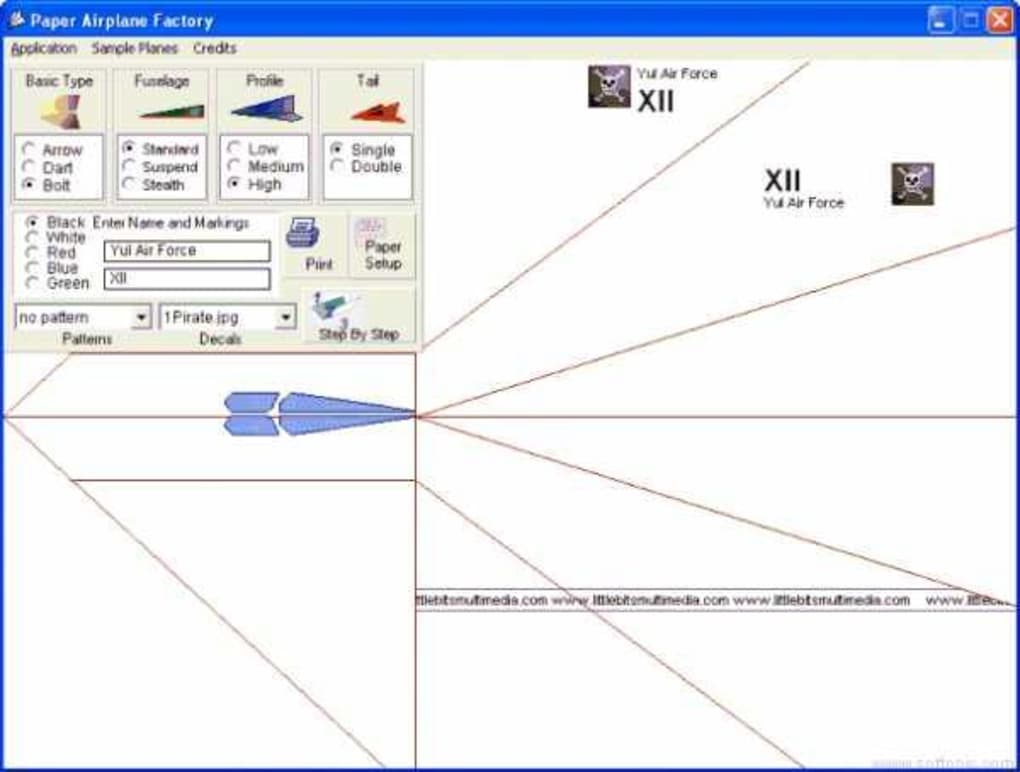 Paper Airplane Factory
Application Sample Planes Credits
Basic Type Fuselage Profile Tail
Arrow
Dart
Bolt
Standard
Suspend
Stealth
Low
Medium
High
Single
Double
Black
White
Red
Blue
Green
Enter Name and Markings
Yul Air Force
XII
Print
Paper
Setup
no pattern
Patterns
1Pirate.jpg
Decals
Step By Step
Yul Air Force
XII
XII
Yul Air Force
ttlebitsmultimedia.com www.littlebitsmultimedia.com www.littlebitsmultimedia.com www.
www.softonic.com